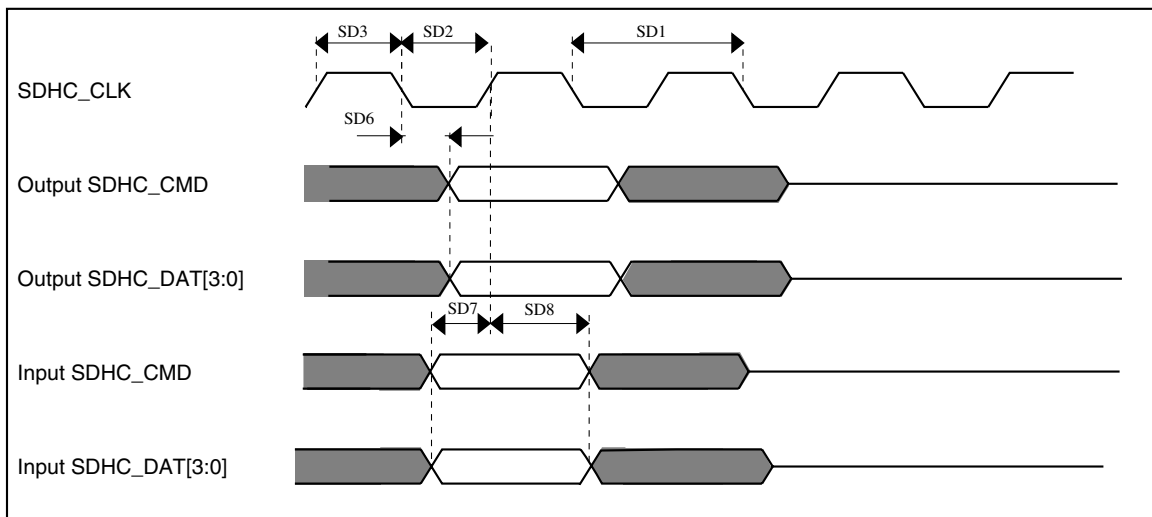 SD3
SD2
SD1
SDHC_CLK
SD6
Output SDHC_CMD
Output SDHC_DAT[3:0]
SD7
SD8
Input SDHC_CMD
Input SDHC_DAT[3:0]